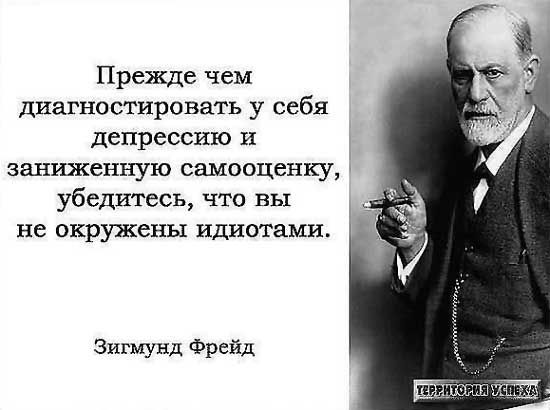 Прежде чем
диагностировать у себя
депрессию и
заниженную самооценку,
убедитесь, что вы
не окружены идиотами.
Зигмунд Фрейд
ТЕРРИТОРИЯ УСПЕХА